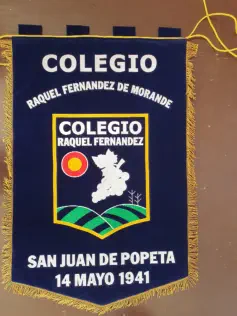 COLEGIO
RAQUEL FERNANDEZ DE MORANDE
COLEGIO
RAQUEL FERNANDEZ
SAN JUAN DE POPETA
14 MAYO 1941